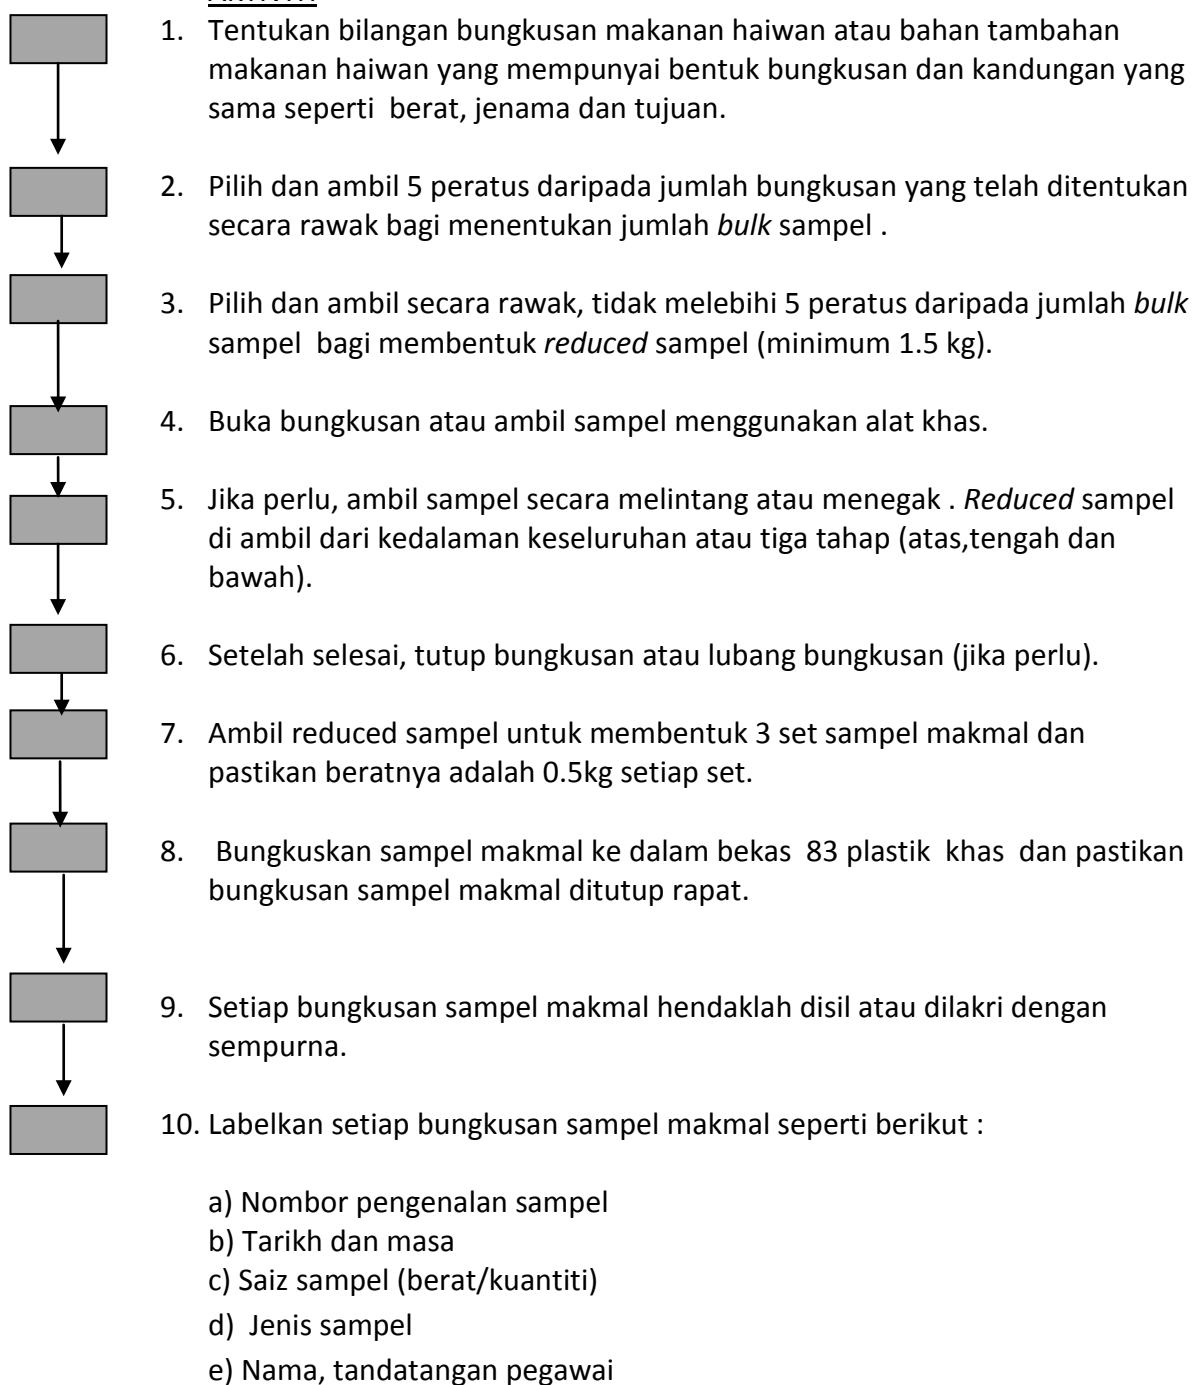 1. Tentukan bilangan bungkusan makanan haiwan atau bahan tambahan
makanan haiwan yang mempunyai bentuk bungkusan dan kandungan yang
sama seperti berat, jenama dan tujuan.
2. Pilih dan ambil 5 peratus daripada jumlah bungkusan yang telah ditentukan
secara rawak bagi menentukan jumlah bulk sampel .
3. Pilih dan ambil secara rawak, tidak melebihi 5 peratus daripada jumlah bulk
sampel bagi membentuk reduced sampel (minimum 1.5 kg).
4. Buka bungkusan atau ambil sampel menggunakan alat khas.
5. Jika perlu, ambil sampel secara melintang atau menegak . Reduced sampel
di ambil dari kedalaman keseluruhan atau tiga tahap (atas,tengah dan
bawah).
6. Setelah selesai, tutup bungkusan atau lubang bungkusan (jika perlu).
7. Ambil reduced sampel untuk membentuk 3 set sampel makmal dan
pastikan beratnya adalah 0.5kg setiap set.
8. Bungkuskan sampel makmal ke dalam bekas 83 plastik khas dan pastikan
bungkusan sampel makmal ditutup rapat.
9. Setiap bungkusan sampel makmal hendaklah disil atau dilakri dengan
sempurna.
10. Labelkan setiap bungkusan sampel makmal seperti berikut :
a) Nombor pengenalan sampel
b) Tarikh dan masa
c) Saiz sampel (berat/kuantiti)
d) Jenis sampel
e) Nama, tandatangan pegawai